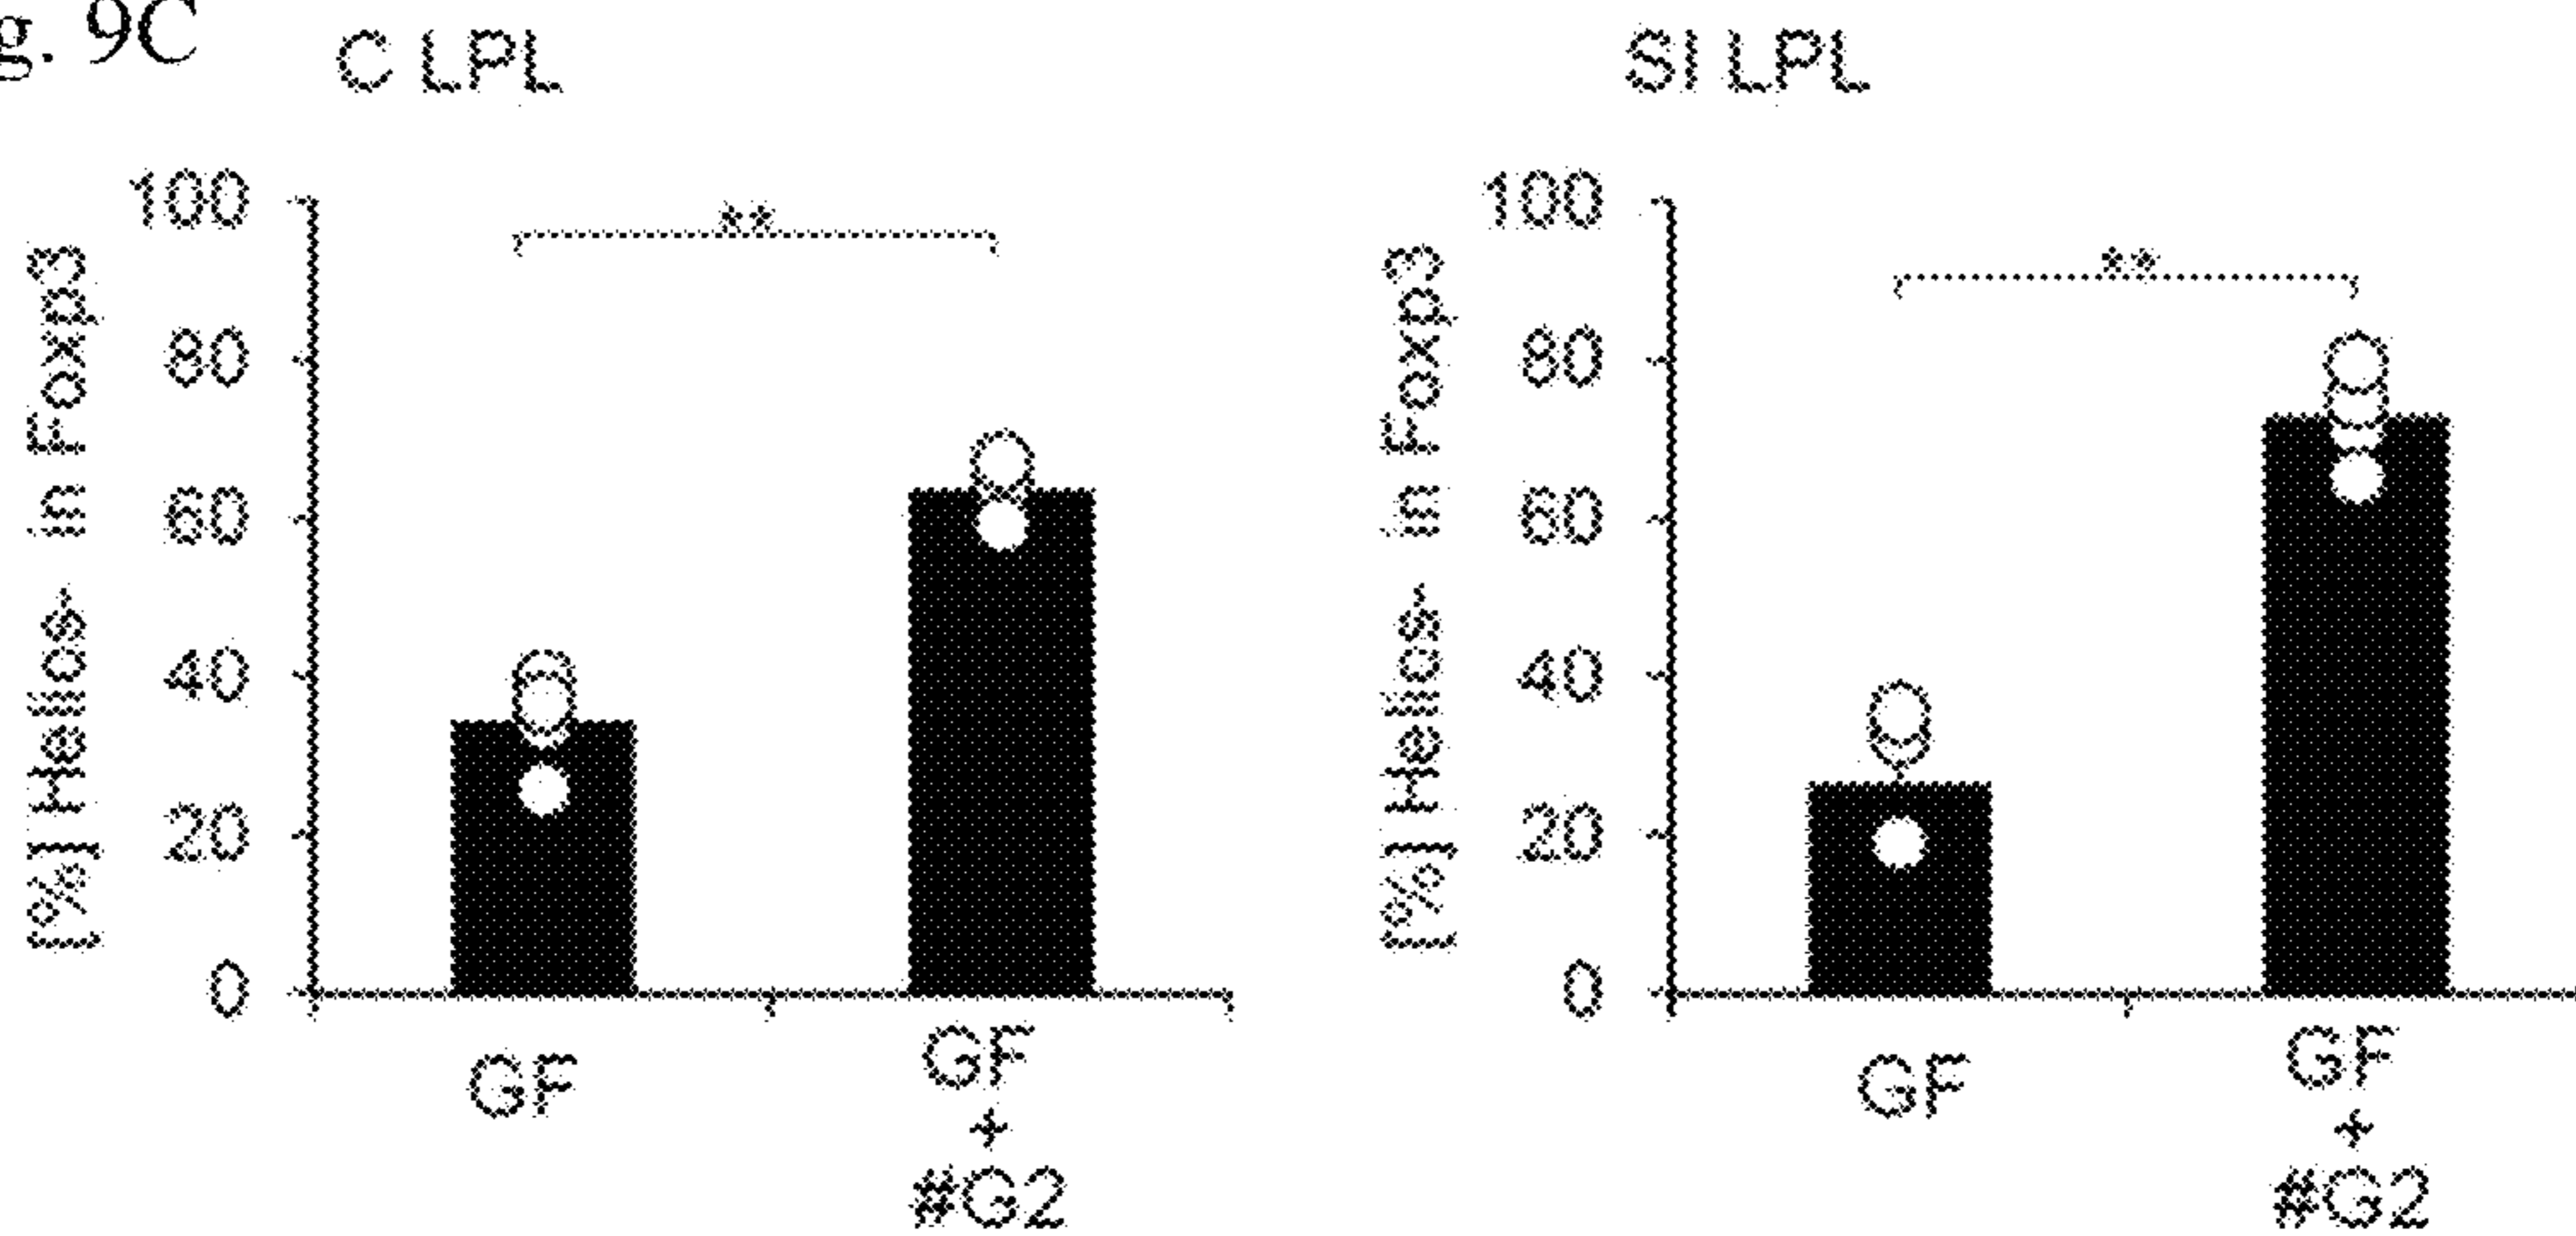 g. 9C
C LPL
SI LPL
[%] Helios- in Foxp3
100
80
60
40
20
0
**
GF
GF
+
#G2
[%] Helios- in Foxp3
100
80
60
40
20
0
**
GF
GF
+
#G2